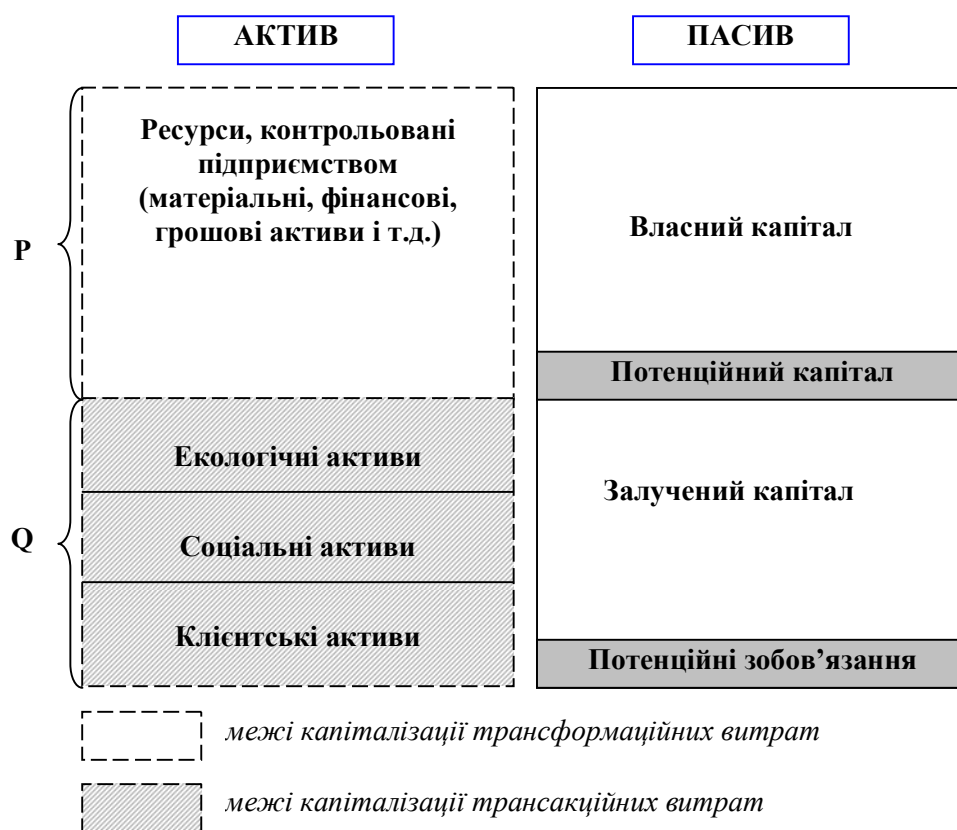 АКТИВ
ПАСИВ
Ресурси, контрольовані
підприємством
(матеріальні, фінансові,
грошові активи і т.д.)
P
Власний капітал
Потенційний капітал
Екологічні активи
Залучений капітал
Q
Соціальні активи
Клієнтські активи
Потенційні зобов’язання
межі капіталізації трансформаційних витрат
межі капіталізації трансакційних витрат